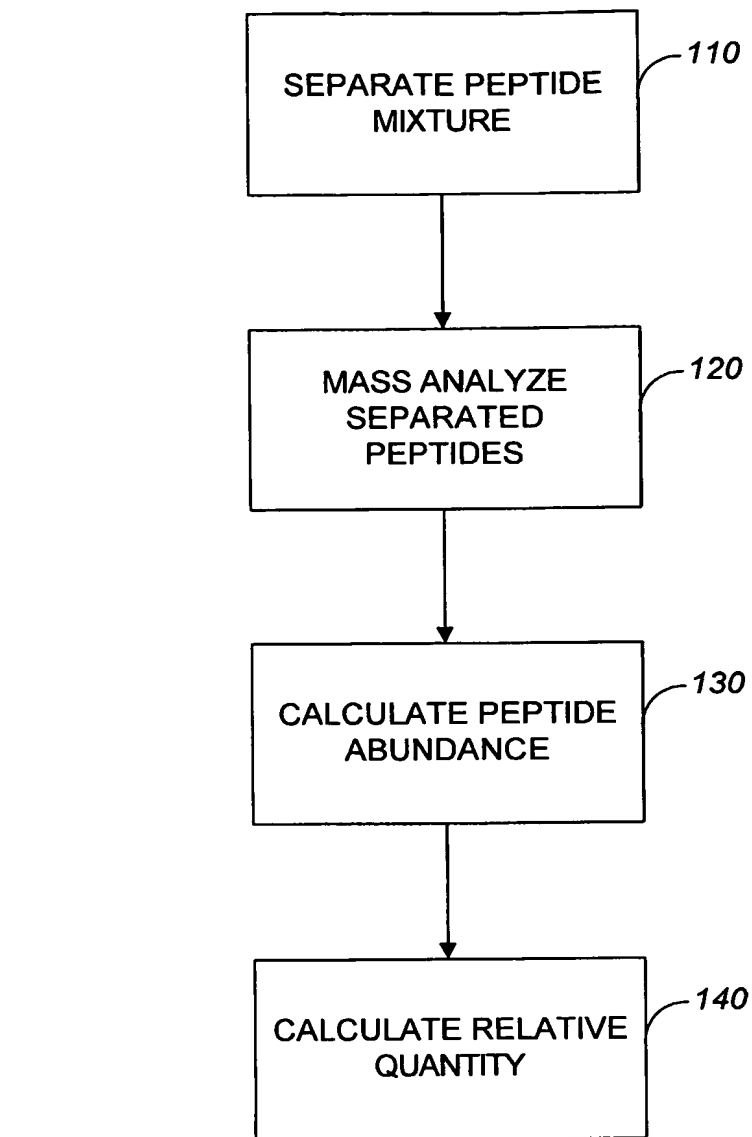 SEPARATE PEPTIDE
MIXTURE
110
MASS ANALYZE
SEPARATED
PEPTIDES
120
CALCULATE PEPTIDE
ABUNDANCE
130
CALCULATE RELATIVE
QUANTITY
140